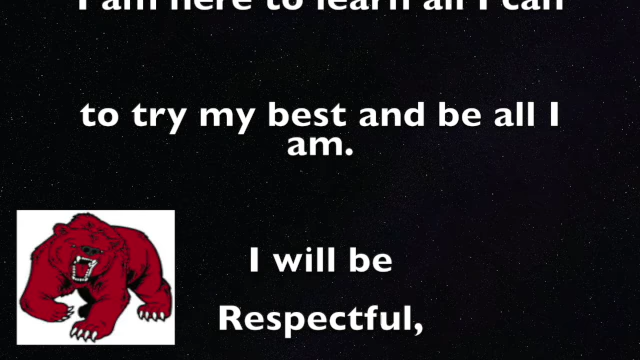 I am here to learn all I can
to try my best and be all I
am.
I will be
Respectful,